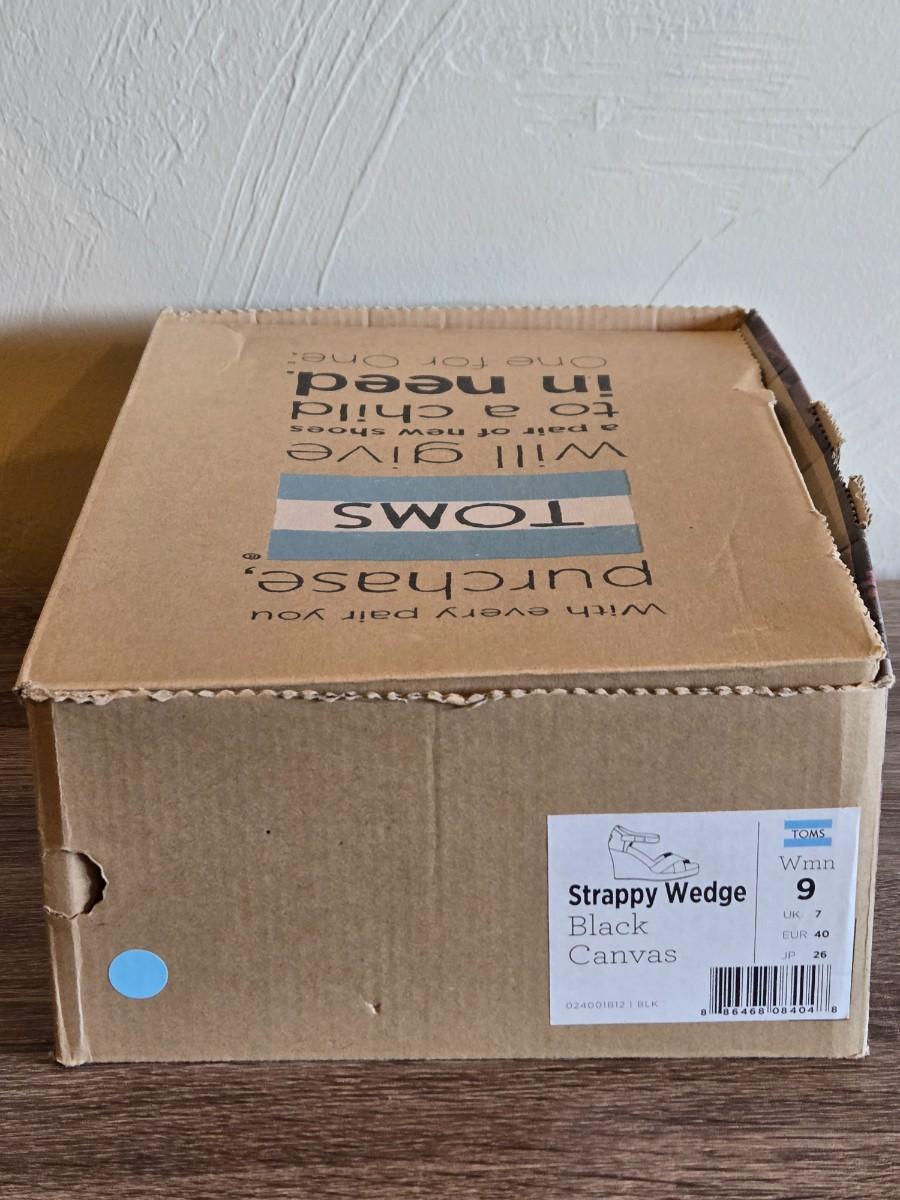 With every pair you
purchase,
TOMS®
will give
a pair of new shoes
to a child
in need.
One for One.™
TOMS
Wmn
9
UK 7
EUR 40
JP 26
Strappy Wedge
Black
Canvas
024001B12 | BLK
8 86468 08404 8